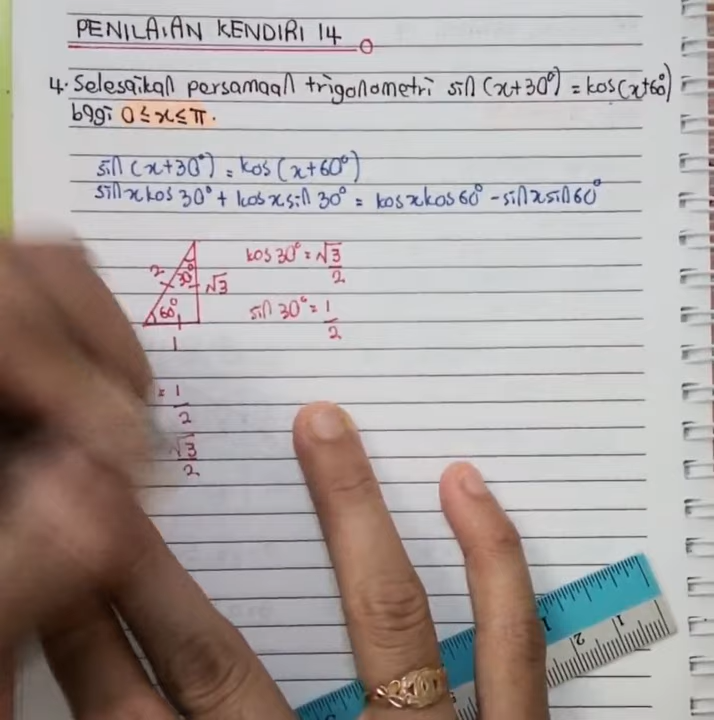 PENILAIAN KENDIRI 14
4. Selesaikan persamaan trigonometri sin (x+30°) = kos (x+60°)
bagi 0 ≤ x ≤ π.
sin (x+30°) = kos (x+60°)
sin x kos 30° + kos x sin 30° = kos x kos 60° - sin x sin 60°
2 30° √3 kos 30° = √3/2
60° sin 30° = 1/2
1
= 1/2
√3/2
1 2